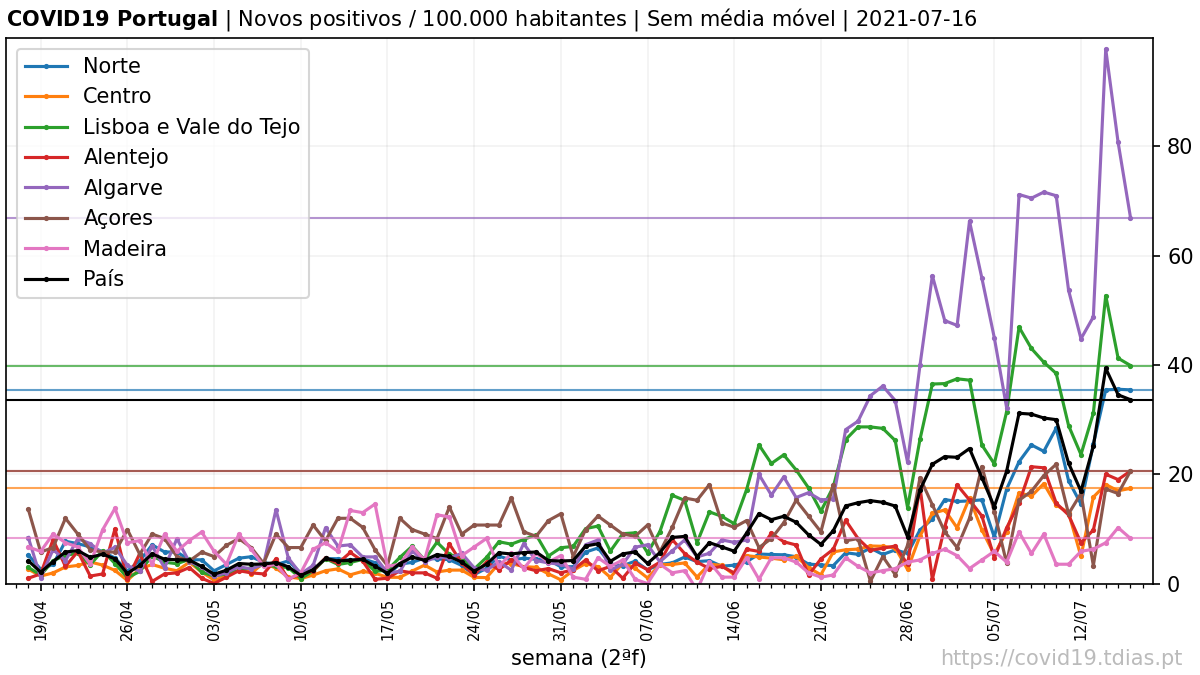 COVID19 Portugal | Novos positivos / 100.000 habitantes | Sem média móvel | 2021-07-16
Norte
Centro
Lisboa e Vale do Tejo
Alentejo
Algarve
Açores
Madeira
País
80
60
40
20
0
19/04 26/04 03/05 10/05 17/05 24/05 31/05 07/06 14/06 21/06 28/06 05/07 12/07
semana (2ªf)
https://covid19.tdias.pt